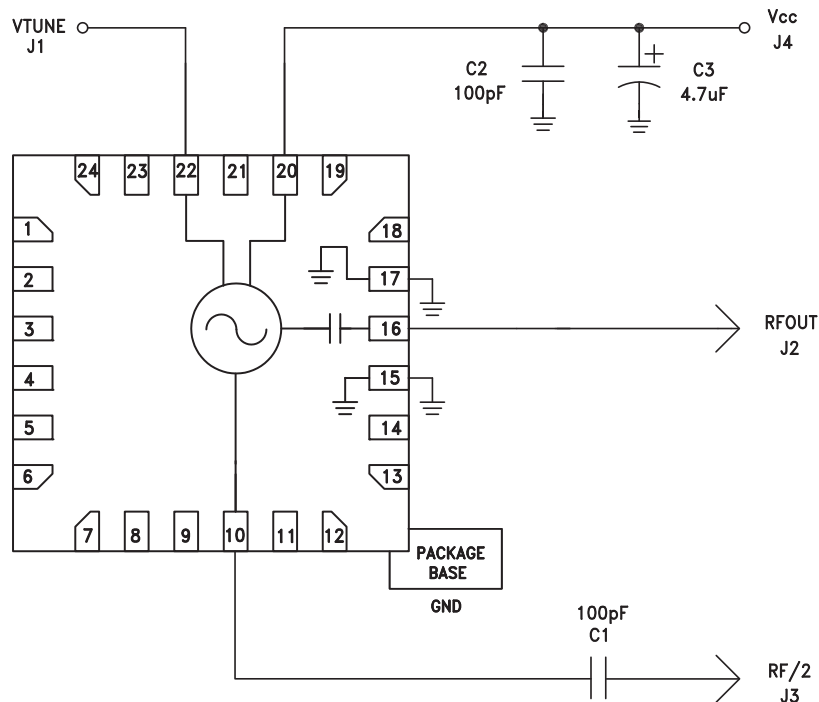 VTUNE
J1
Vcc
J4
C2
100pF
+
C3
4.7uF
24 23 22 21 20 19
1
18
2
17
3
16
RFOUT
J2
4
15
5
14
6
13
7 8 9 10 11 12
PACKAGE
BASE
GND
100pF
C1
RF/2
J3